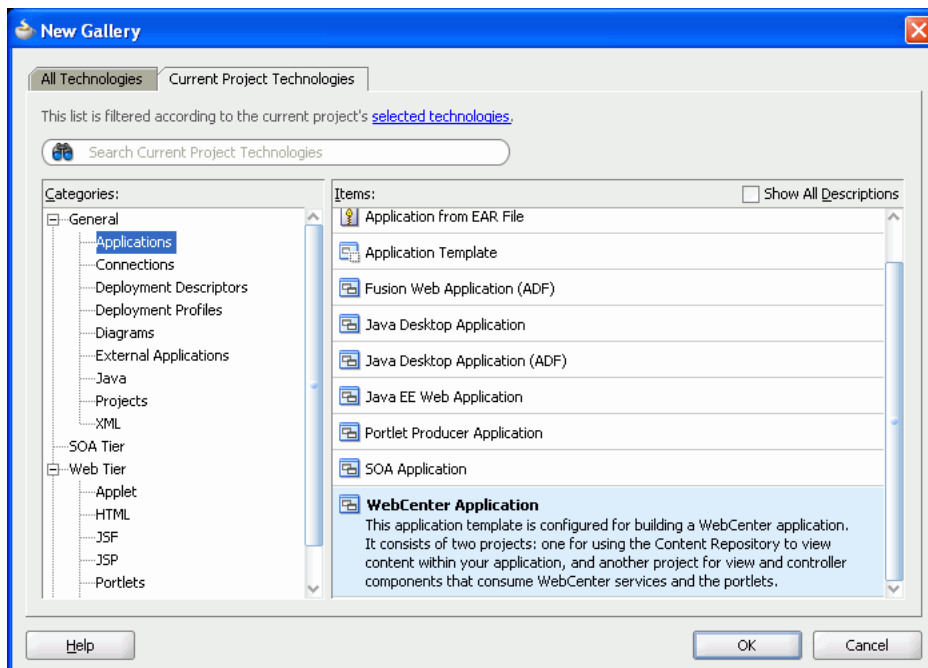 New Gallery
All Technologies
Current Project Technologies
This list is filtered according to the current project's selected technologies.
Search Current Project Technologies
Categories:
General
Applications
Connections
Deployment Descriptors
Deployment Profiles
Diagrams
External Applications
Java
Projects
XML
SOA Tier
Web Tier
Applet
HTML
JSF
JSP
Portlets
Items:
Show All Descriptions
Application from EAR File
Application Template
Fusion Web Application (ADF)
Java Desktop Application
Java Desktop Application (ADF)
Java EE Web Application
Portlet Producer Application
SOA Application
WebCenter Application
This application template is configured for building a WebCenter application.
It consists of two projects: one for using the Content Repository to view
content within your application, and another project for view and controller
components that consume WebCenter services and the portlets.
Help
OK
Cancel